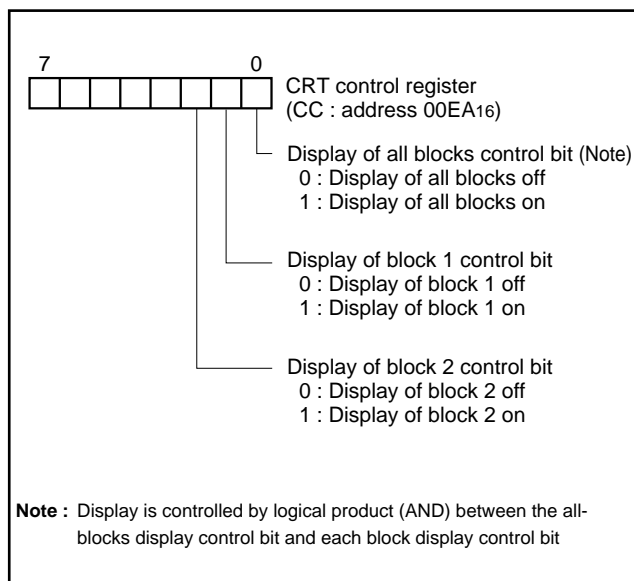 7 0
CRT control register
(CC : address 00EA16)
Display of all blocks control bit (Note)
0 : Display of all blocks off
1 : Display of all blocks on
Display of block 1 control bit
0 : Display of block 1 off
1 : Display of block 1 on
Display of block 2 control bit
0 : Display of block 2 off
1 : Display of block 2 on
Note : Display is controlled by logical product (AND) between the all-
blocks display control bit and each block display control bit